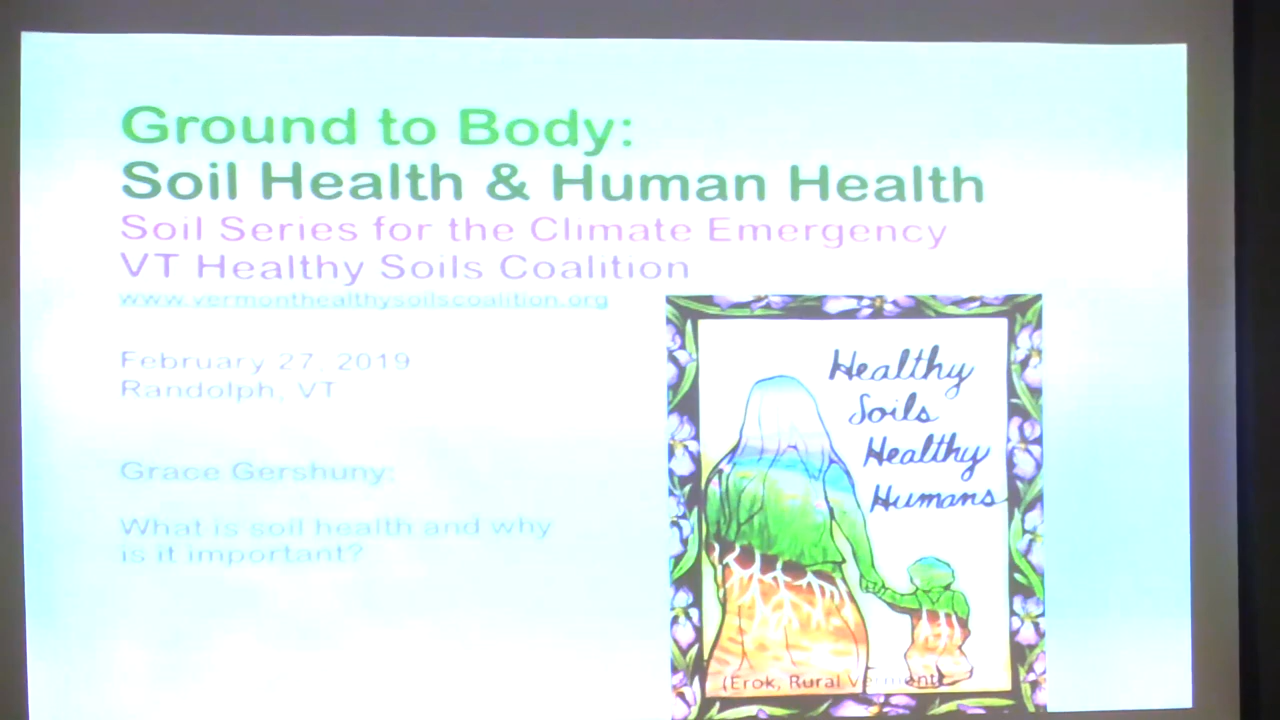 Ground to Body:
Soil Health & Human Health
Soil Series for the Climate Emergency
VT Healthy Soils Coalition
www.vermonthealthysoilscoalition.org
February 27, 2019
Randolph, VT
Grace Gershuny:
What is soil health and why
is it important?
Healthy
Soils
Healthy
Humans
(Erok, Rural Vermont)